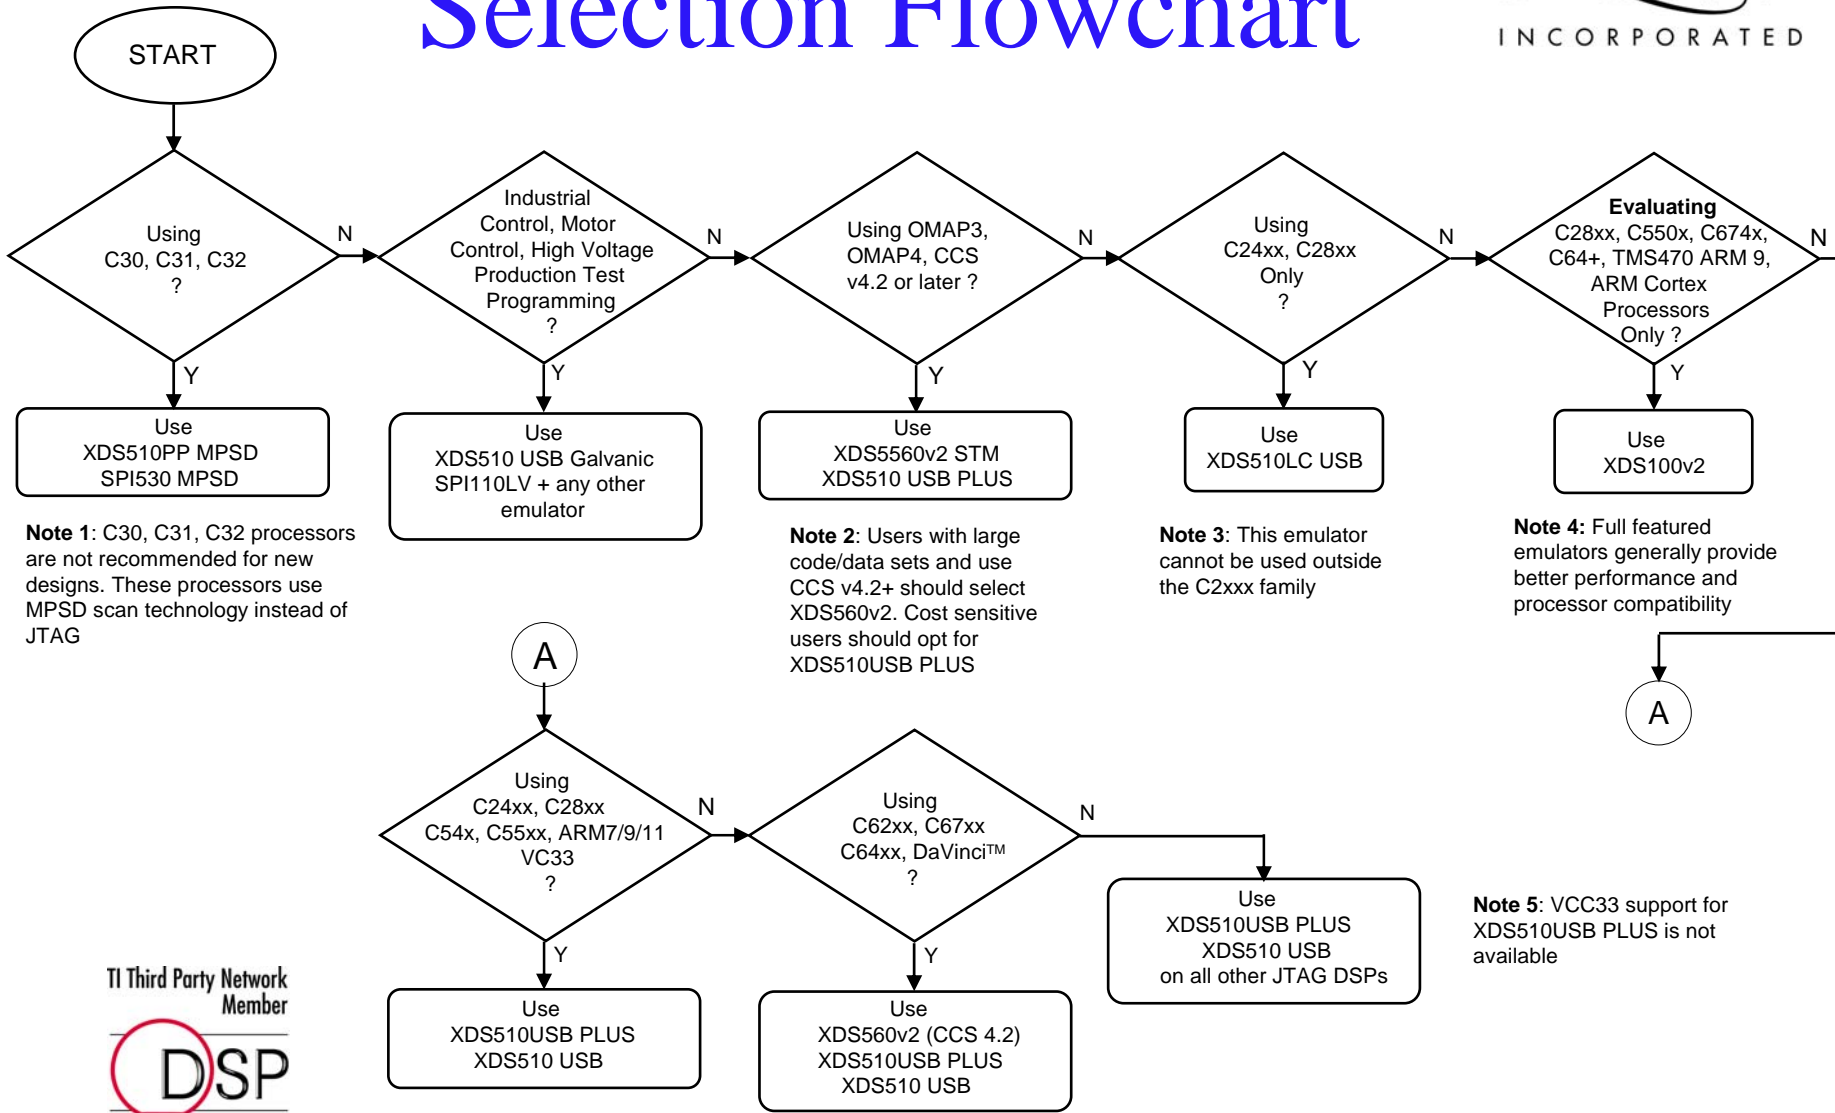 Selection Flowchart
INCORPORATED
START
Using
C30, C31, C32
?
N
Y
Use
XDS510PP MPSD
SPI530 MPSD
Note 1: C30, C31, C32 processors
are not recommended for new
designs. These processors use
MPSD scan technology instead of
JTAG
Industrial
Control, Motor
Control, High Voltage
Production Test
Programming
?
N
Y
Use
XDS510 USB Galvanic
SPI110LV + any other
emulator
Using OMAP3,
OMAP4, CCS
v4.2 or later ?
N
Y
Use
XDS5560v2 STM
XDS510 USB PLUS
Note 2: Users with large
code/data sets and use
CCS v4.2+ should select
XDS560v2. Cost sensitive
users should opt for
XDS510USB PLUS
Using
C24xx, C28xx
Only
?
N
Y
Use
XDS510LC USB
Note 3: This emulator
cannot be used outside
the C2xxx family
Evaluating
C28xx, C550x, C674x,
C64+, TMS470 ARM 9,
ARM Cortex
Processors
Only ?
N
Y
Use
XDS100v2
Note 4: Full featured
emulators generally provide
better performance and
processor compatibility
A
A
Using
C24xx, C28xx
C54x, C55xx, ARM7/9/11
VC33
?
N
Y
Use
XDS510USB PLUS
XDS510 USB
Using
C62xx, C67xx
C64xx, DaVinci™
?
N
Y
Use
XDS560v2 (CCS 4.2)
XDS510USB PLUS
XDS510 USB
Use
XDS510USB PLUS
XDS510 USB
on all other JTAG DSPs
Note 5: VCC33 support for
XDS510USB PLUS is not
available
TI Third Party Network
Member
DSP